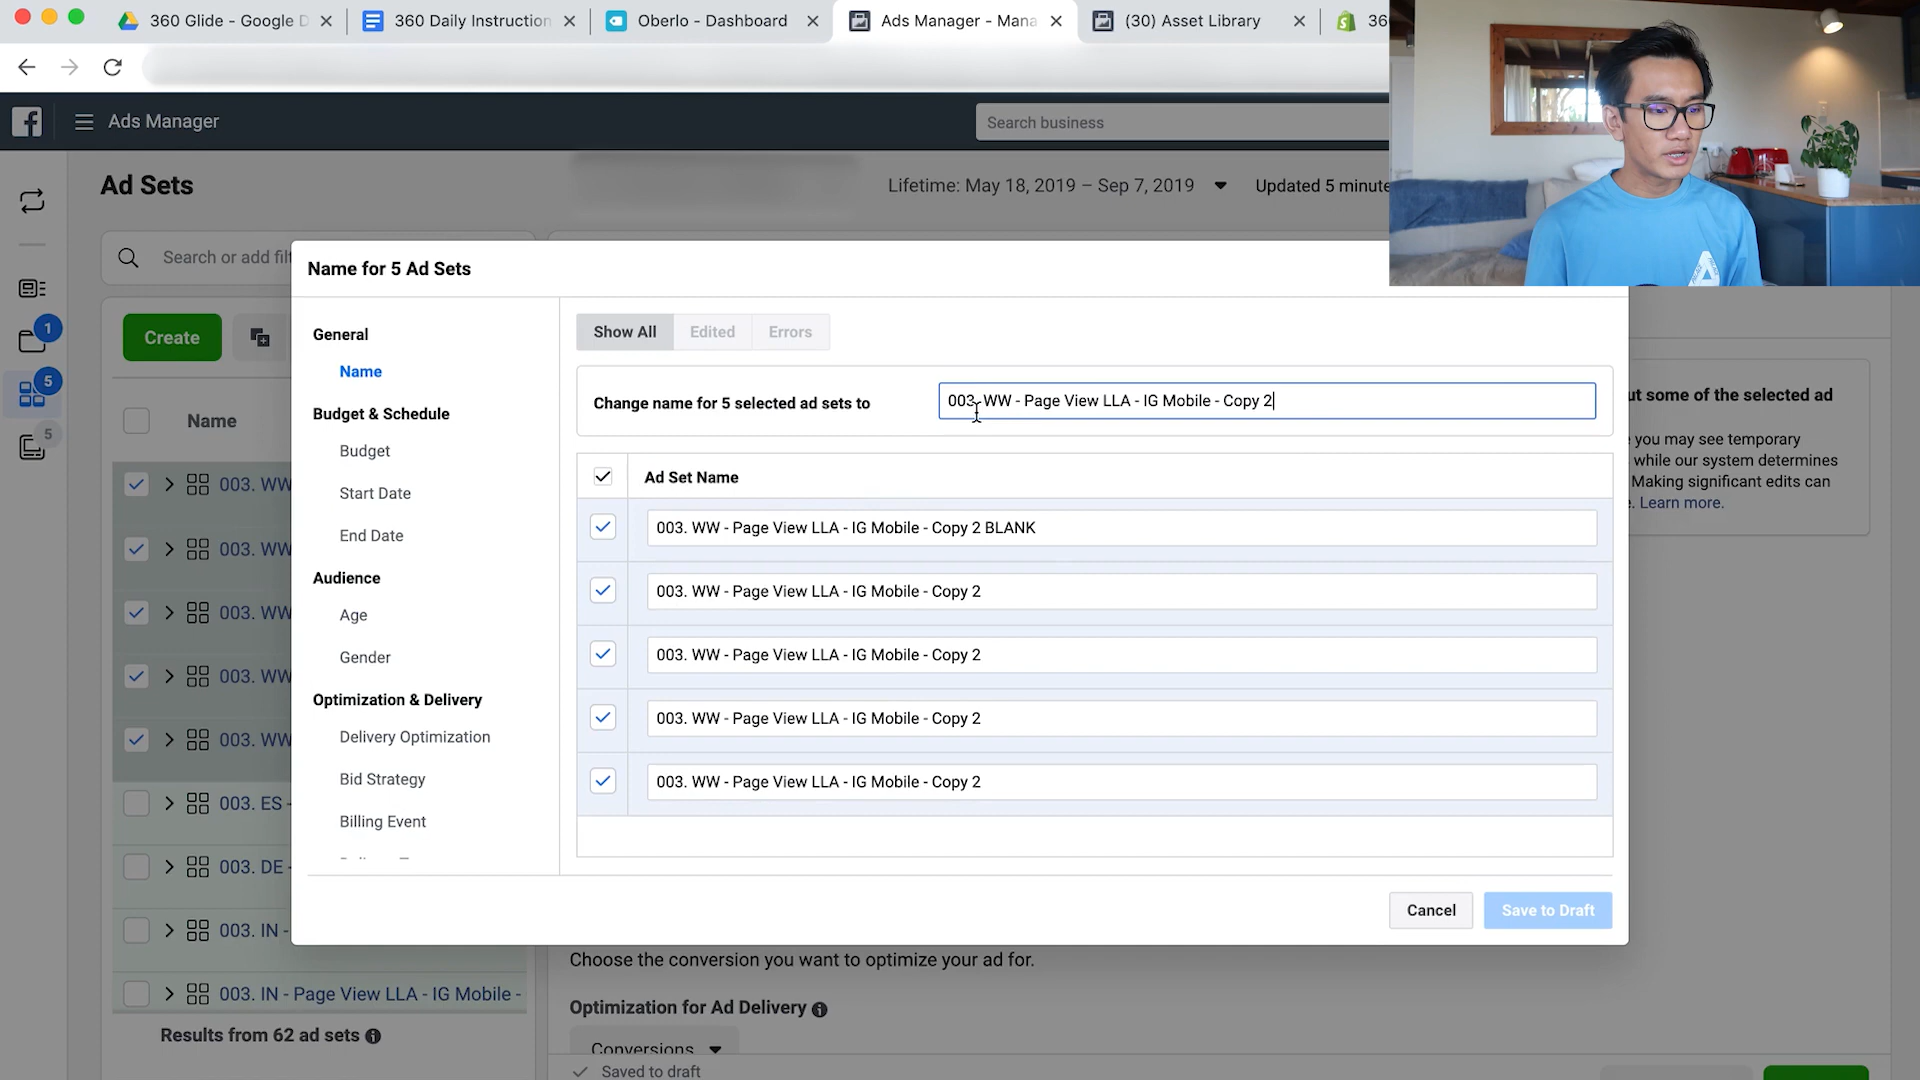 360 Glide - Google D
360 Daily Instruction
Oberlo - Dashboard
Ads Manager - Mana
(30) Asset Library
36
Ads Manager
Search business
Ad Sets
Lifetime: May 18, 2019 – Sep 7, 2019
Updated 5 minute
Search or add filt
Name for 5 Ad Sets
1
5
5
Create
Name
General
Name
Budget & Schedule
Budget
Start Date
End Date
Audience
Age
Gender
Optimization & Delivery
Delivery Optimization
Bid Strategy
Billing Event
Show All
Edited
Errors
Change name for 5 selected ad sets to
003. WW - Page View LLA - IG Mobile - Copy 2
Ad Set Name
003. WW - Page View LLA - IG Mobile - Copy 2 BLANK
003. WW - Page View LLA - IG Mobile - Copy 2
003. WW - Page View LLA - IG Mobile - Copy 2
003. WW - Page View LLA - IG Mobile - Copy 2
003. WW - Page View LLA - IG Mobile - Copy 2
Cancel
Save to Draft
ut some of the selected ad
you may see temporary
while our system determines
Making significant edits can
. Learn more.
003. WW
003. WW
003. WW
003. WW
003. WW
003. ES -
003. DE -
003. IN -
003. IN - Page View LLA - IG Mobile -
Results from 62 ad sets
Choose the conversion you want to optimize your ad for.
Optimization for Ad Delivery
Conversions
Saved to draft